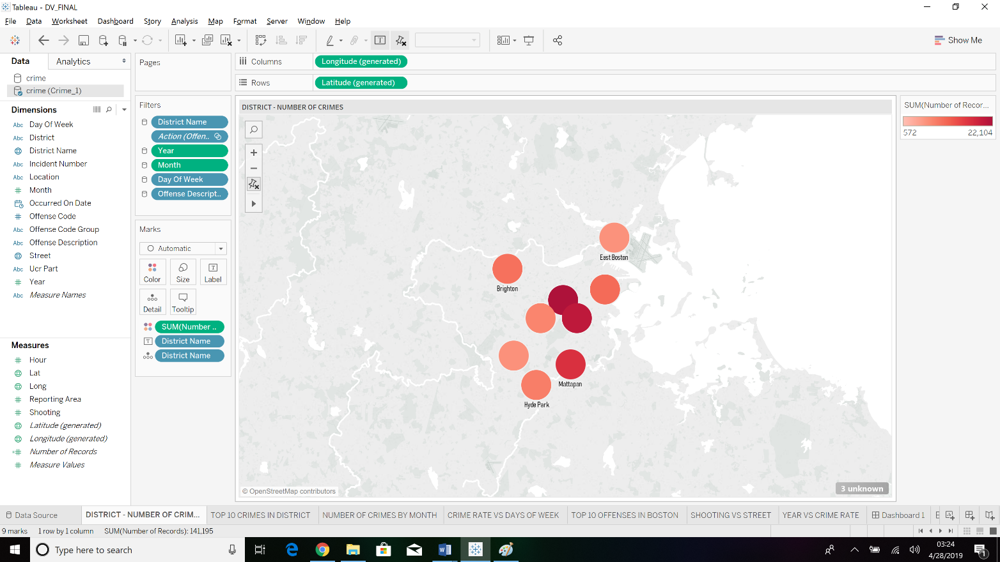 Tableau - DV_FINAL
File Data Worksheet Dashboard Story Analysis Map Format Server Window Help
Show Me
Data Analytics
crime
crime (Crime_1)
Dimensions
Abc Day Of Week
Abc District
District Name
Abc Incident Number
Abc Location
# Month
Occurred On Date
# Offense Code
Abc Offense Code Group
Abc Offense Description
Street
Abc Ucr Part
# Year
Abc Measure Names
Measures
# Hour
Lat
Long
# Reporting Area
# Shooting
Latitude (generated)
Longitude (generated)
=# Number of Records
# Measure Values
Pages
Filters
District Name
Action (Offen..
Year
Month
Day Of Week
Offense Descript..
Marks
Automatic
Color Size Label
Detail Tooltip
SUM(Number ..
District Name
District Name
Columns Longitude (generated)
Rows Latitude (generated)
DISTRICT - NUMBER OF CRIMES
East Boston
Brighton
Mattapan
Hyde Park
© OpenStreetMap contributors
3 unknown
SUM(Number of Recor...
572 22,104
Data Source DISTRICT - NUMBER OF CRIM... TOP 10 CRIMES IN DISTRICT NUMBER OF CRIMES BY MONTH CRIME RATE VS DAYS OF WEEK TOP 10 OFFENSES IN BOSTON SHOOTING VS STREET YEAR VS CRIME RATE Dashboard 1
9 marks 1 row by 1 column SUM(Number of Records): 141,195
Type here to search
03:24
4/28/2019
1